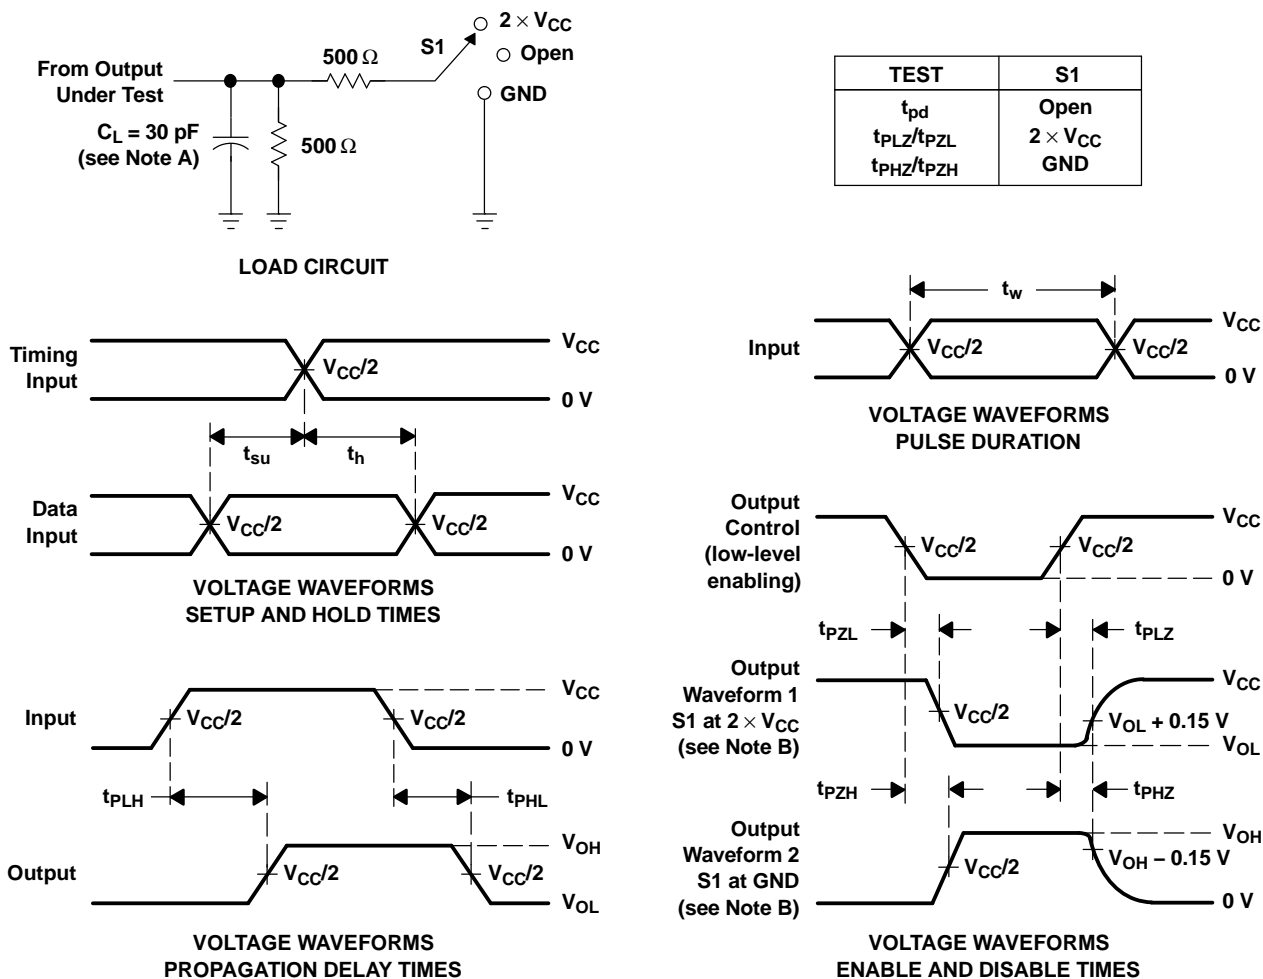 2 × VCC
S1
Open
500 Ω
From Output
Under Test
GND
CL = 30 pF
(see Note A)
500 Ω
LOAD CIRCUIT
TEST S1
tpd Open
tPLZ/tPZL 2 × VCC
tPHZ/tPZH GND
Timing
Input
VCC
VCC/2
0 V
tsu
th
Data
Input
VCC
VCC/2
VCC/2
0 V
VOLTAGE WAVEFORMS
SETUP AND HOLD TIMES
tw
Input
VCC
VCC/2
VCC/2
0 V
VOLTAGE WAVEFORMS
PULSE DURATION
Input
VCC
VCC/2
VCC/2
0 V
tPLH
tPHL
Output
VOH
VCC/2
VCC/2
VOL
VOLTAGE WAVEFORMS
PROPAGATION DELAY TIMES
Output
Control
(low-level
enabling)
VCC
VCC/2
VCC/2
0 V
tPZL
tPLZ
Output
Waveform 1
S1 at 2 × VCC
(see Note B)
VCC
VCC/2
VOL + 0.15 V
VOL
tPZH
tPHZ
Output
Waveform 2
S1 at GND
(see Note B)
VOH
VCC/2
VOH − 0.15 V
0 V
VOLTAGE WAVEFORMS
ENABLE AND DISABLE TIMES